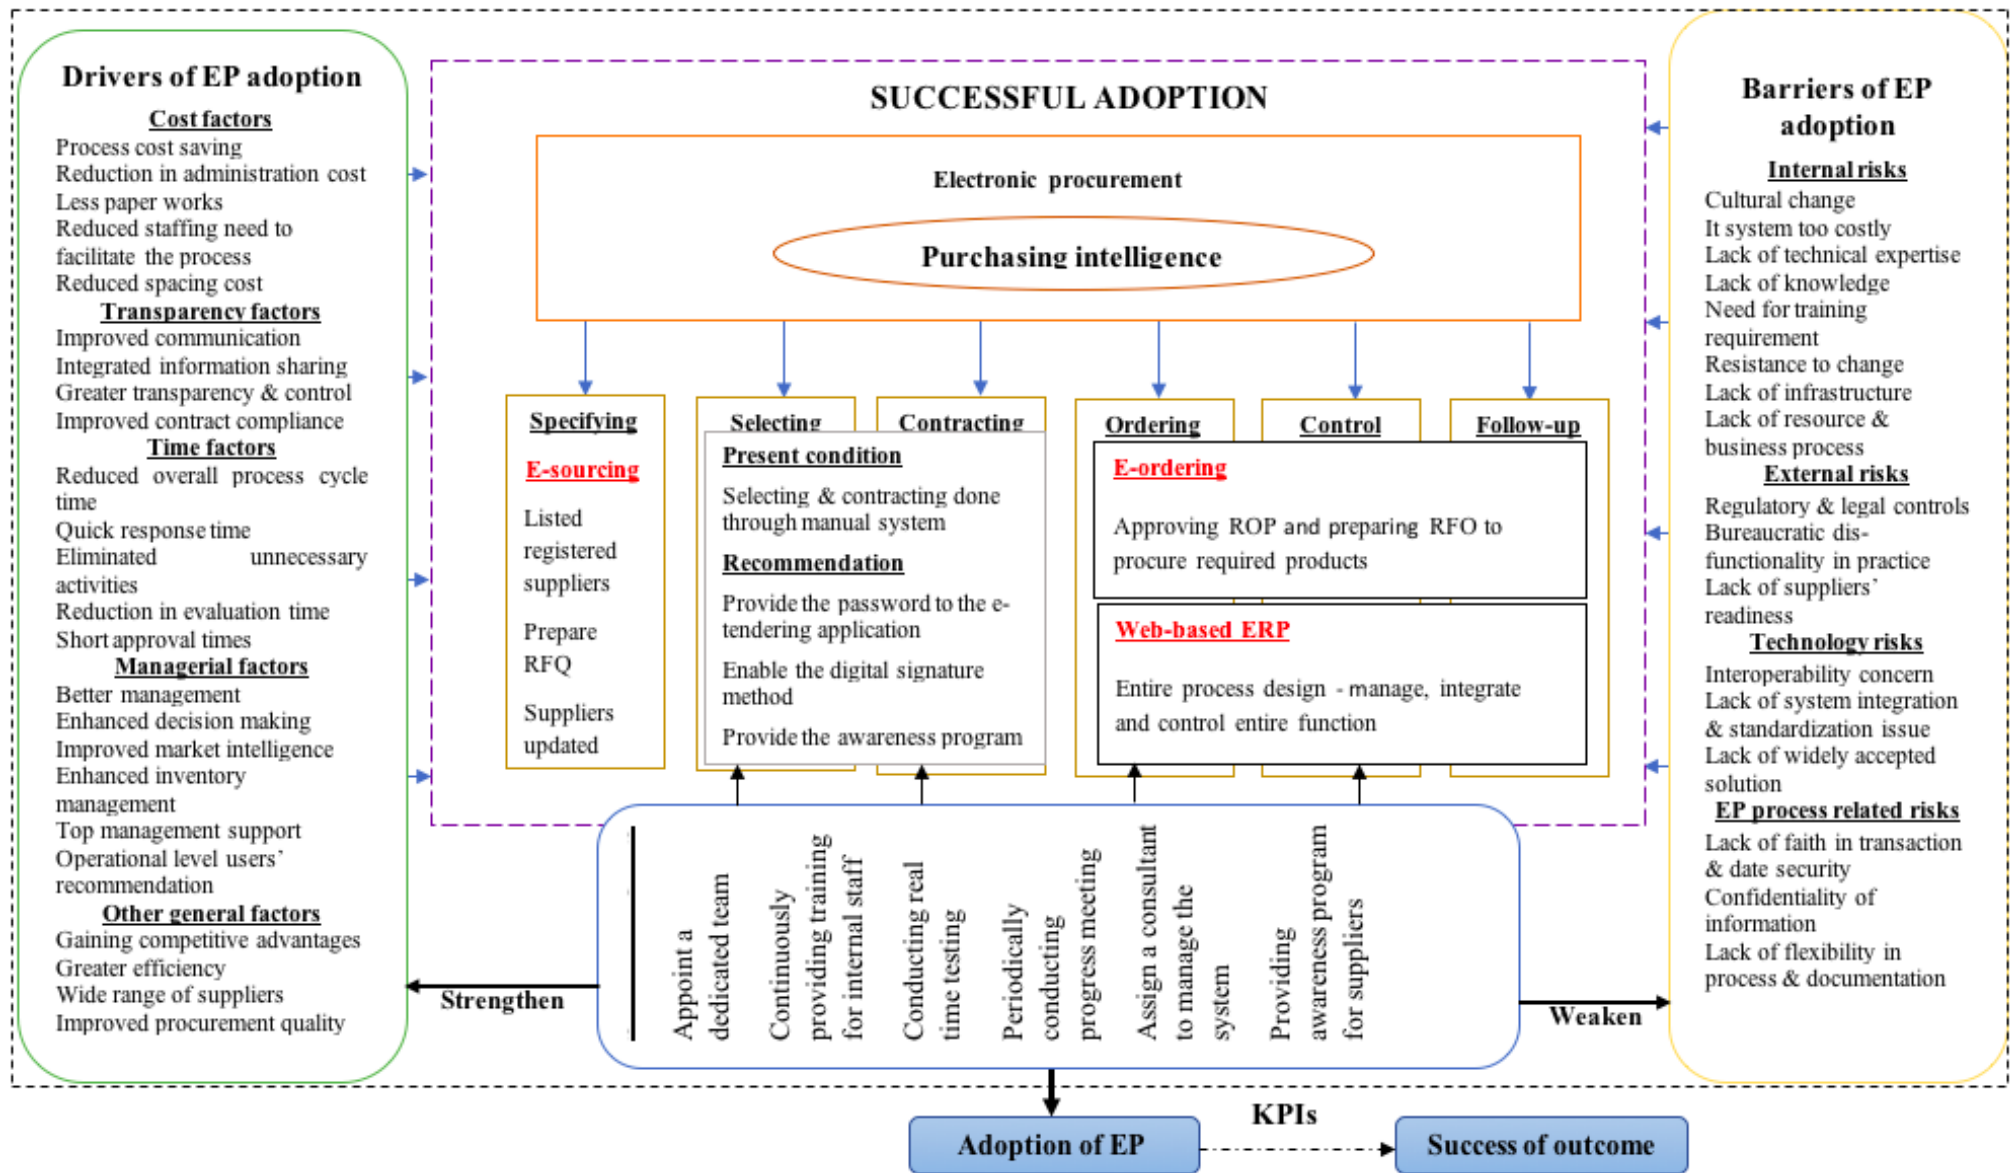 Drivers of EP adoption
Cost factors
Process cost saving
Reduction in administration cost
Less paper works
Reduced staffing need to
facilitate the process
Reduced spacing cost
Transparency factors
Improved communication
Integrated information sharing
Greater transparency & control
Improved contract compliance
Time factors
Reduced overall process cycle
time
Quick response time
Eliminated unnecessary
activities
Reduction in evaluation time
Short approval times
Managerial factors
Better management
Enhanced decision making
Improved market intelligence
Enhanced inventory
management
Top management support
Operational level users’
recommendation
Other general factors
Gaining competitive advantages
Greater efficiency
Wide range of suppliers
Improved procurement quality
SUCCESSFUL ADOPTION
Electronic procurement
Purchasing intelligence
Specifying
E-sourcing
Listed
registered
suppliers
Prepare
RFQ
Suppliers
updated
Selecting
Contracting
Present condition
Selecting & contracting done
through manual system
Recommendation
Provide the password to the e-
tendering application
Enable the digital signature
method
Provide the awareness program
Ordering
Control
Follow-up
E-ordering
Approving ROP and preparing RFO to
procure required products
Web-based ERP
Entire process design - manage, integrate
and control entire function
Appoint a
dedicated team
Continuously
providing training
for internal staff
Conducting real
time testing
Periodically
conducting
progress meeting
Assign a consultant
to manage the
system
Providing
awareness program
for suppliers
Strengthen
Weaken
Barriers of EP
adoption
Internal risks
Cultural change
It system too costly
Lack of technical expertise
Lack of knowledge
Need for training
requirement
Resistance to change
Lack of infrastructure
Lack of resource &
business process
External risks
Regulatory & legal controls
Bureaucratic dis-
functionality in practice
Lack of suppliers’
readiness
Technology risks
Interoperability concern
Lack of system integration
& standardization issue
Lack of widely accepted
solution
EP process related risks
Lack of faith in transaction
& date security
Confidentiality of
information
Lack of flexibility in
process & documentation
Adoption of EP
KPIs
Success of outcome